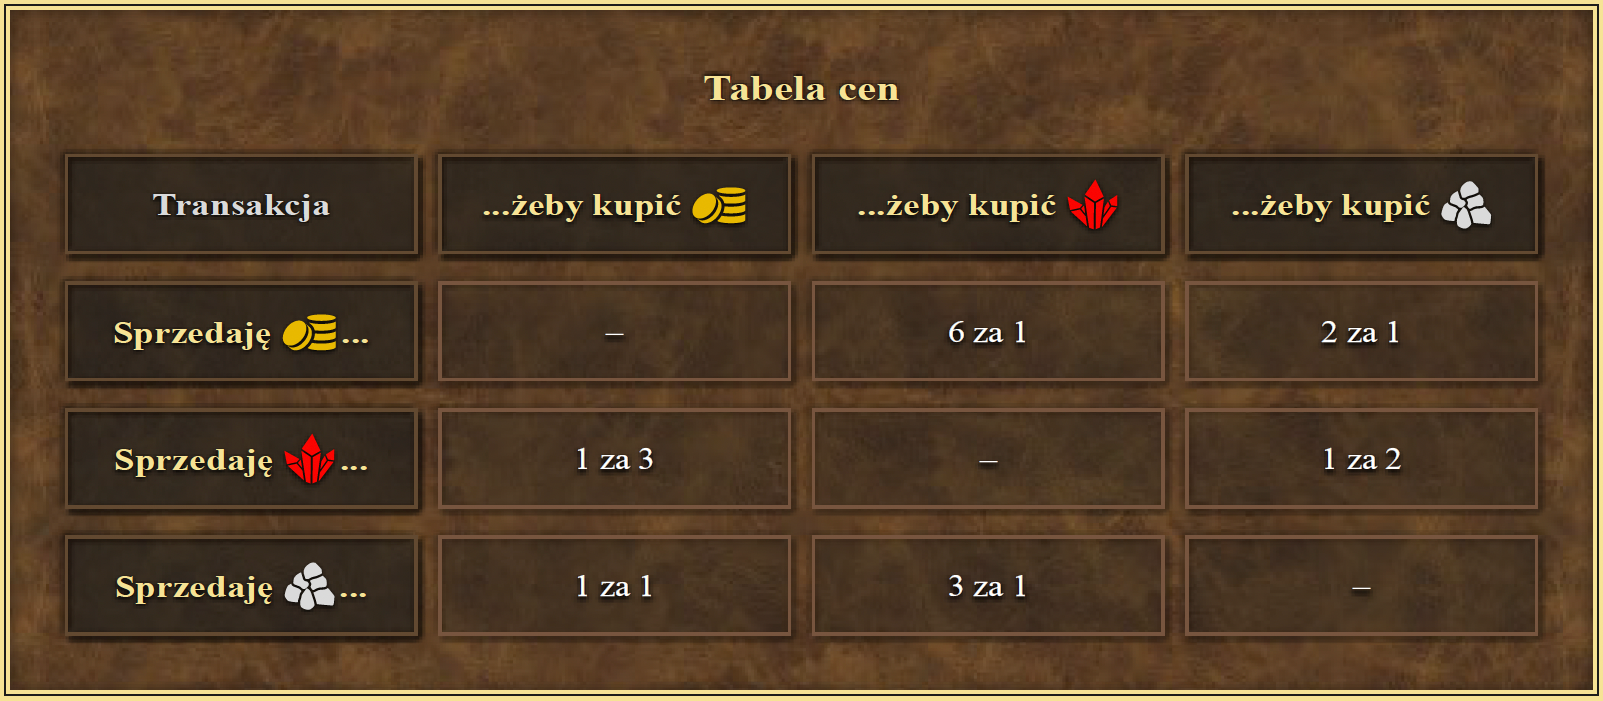 Tabela cen
Transakcja ...żeby kupić ...żeby kupić ...żeby kupić
Sprzedaję ... – 6 za 1 2 za 1
Sprzedaję ... 1 za 3 – 1 za 2
Sprzedaję ... 1 za 1 3 za 1 –